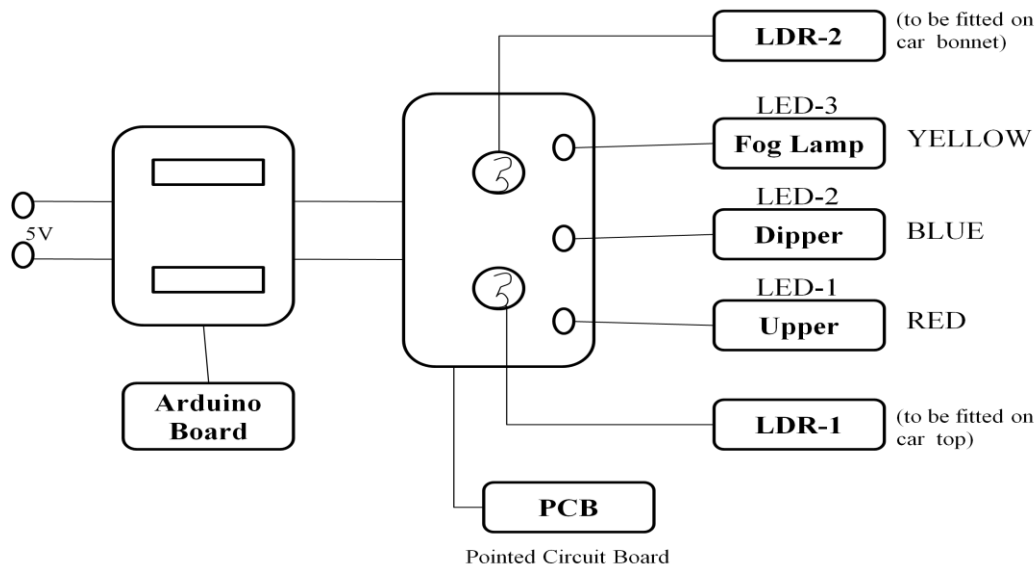 LDR-2
(to be fitted on
car bonnet)
LED-3
Fog Lamp
YELLOW
LED-2
Dipper
BLUE
5V
LED-1
Upper
RED
Arduino
Board
LDR-1
(to be fitted on
car top)
PCB
Pointed Circuit Board